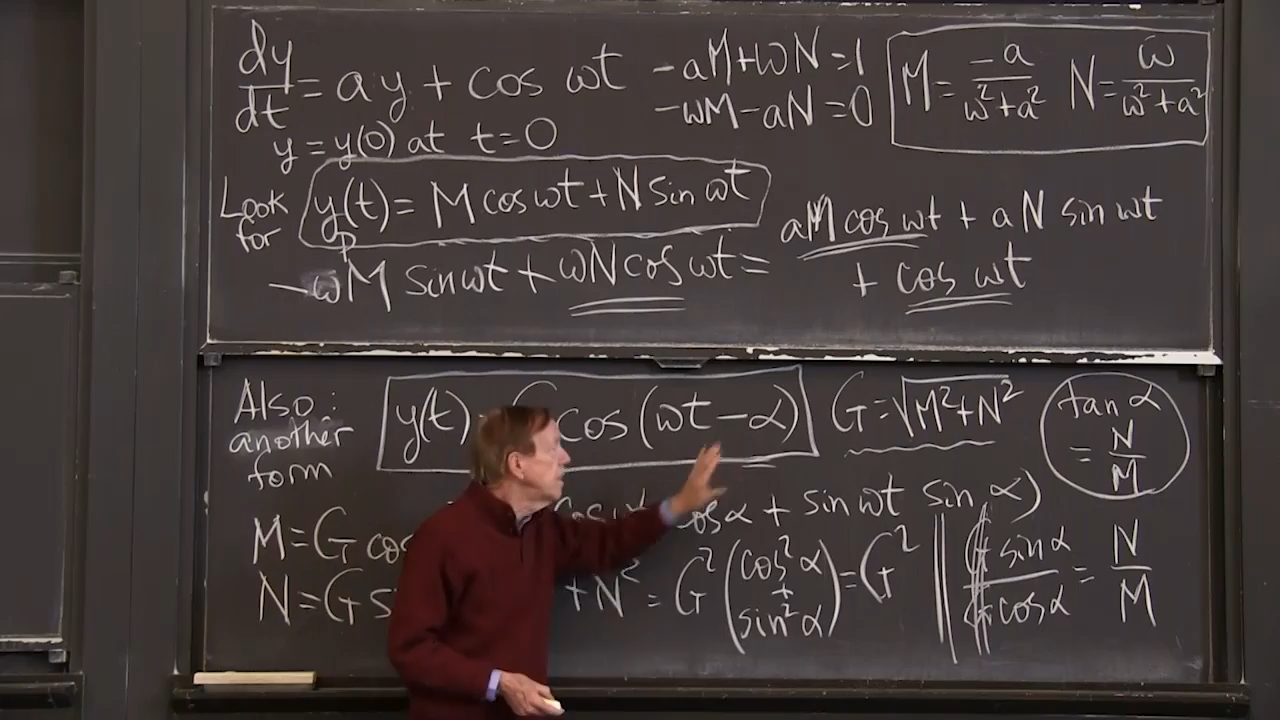 dy/dt = ay + cos ωt
y = y(0) at t=0
-aM+ωN=1
-ωM-aN=0
M = -a/(ω²+a²) N = ω/(ω²+a²)
Look for yₚ(t) = M cos ωt + N sin ωt
-ωM sin ωt + ωN cos ωt = aM cos ωt + aN sin ωt
+ cos ωt
Also: another form
y(t) cos(ωt-α) G=√(M²+N²)
tan α = N/M
cos α + sin ωt sin α)
M=G cos
N=G
+N² = G²(cos²α + sin²α) = G²
G sin α / G cos α = N/M